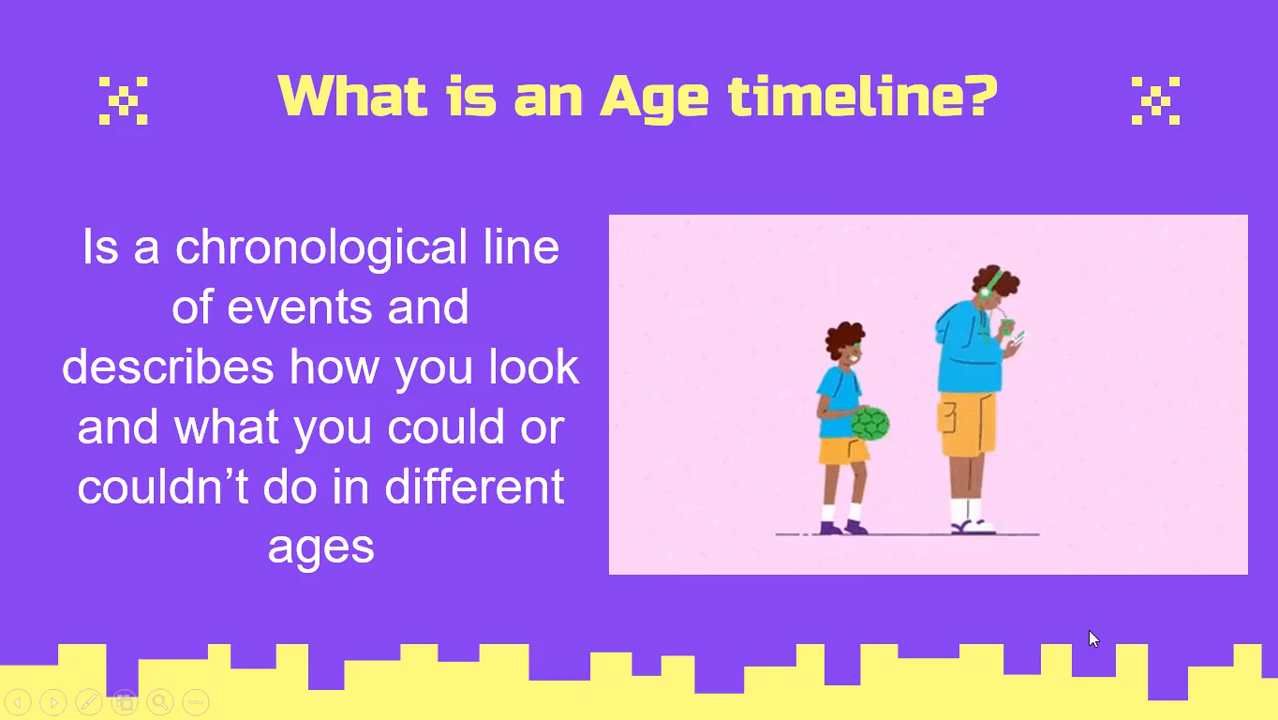 What is an Age timeline?
Is a chronological line
of events and
describes how you look
and what you could or
couldn’t do in different
ages